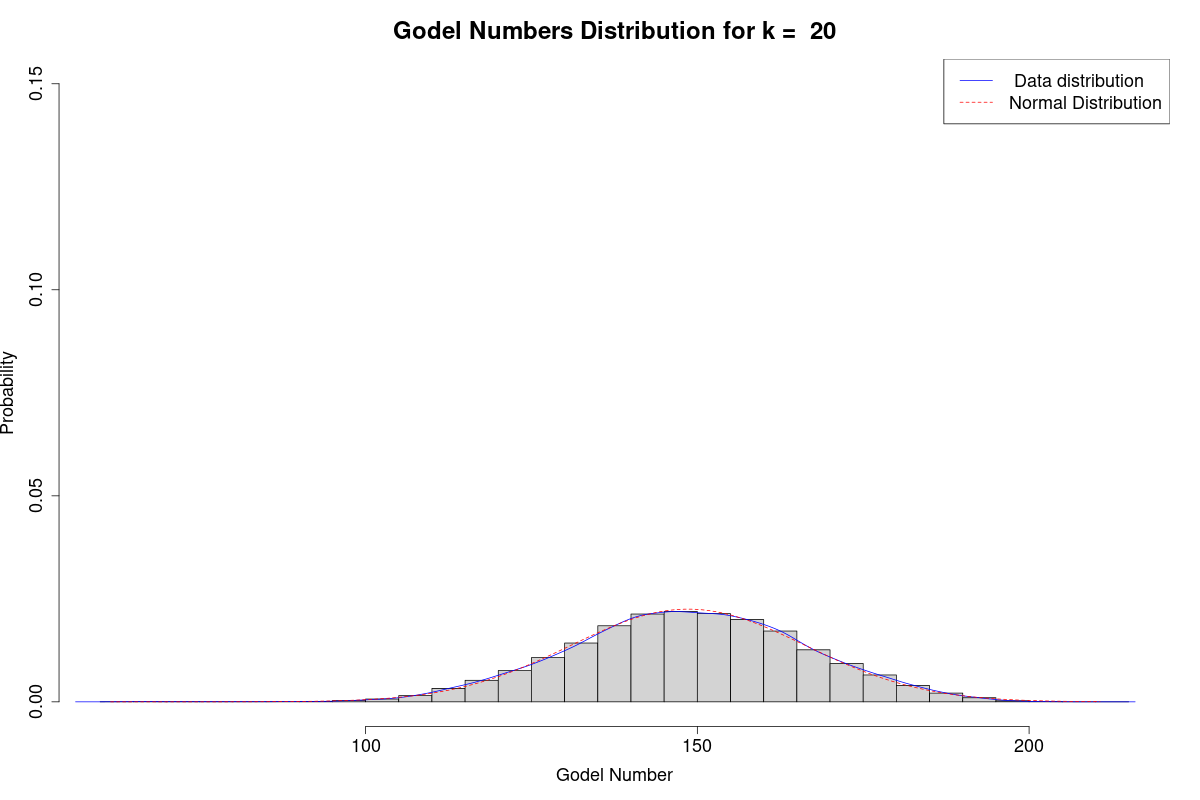 Godel Numbers Distribution for k =  20
Data distribution
Normal Distribution
0.15
0.10
0.05
0.00
Probability
100 150 200
Godel Number